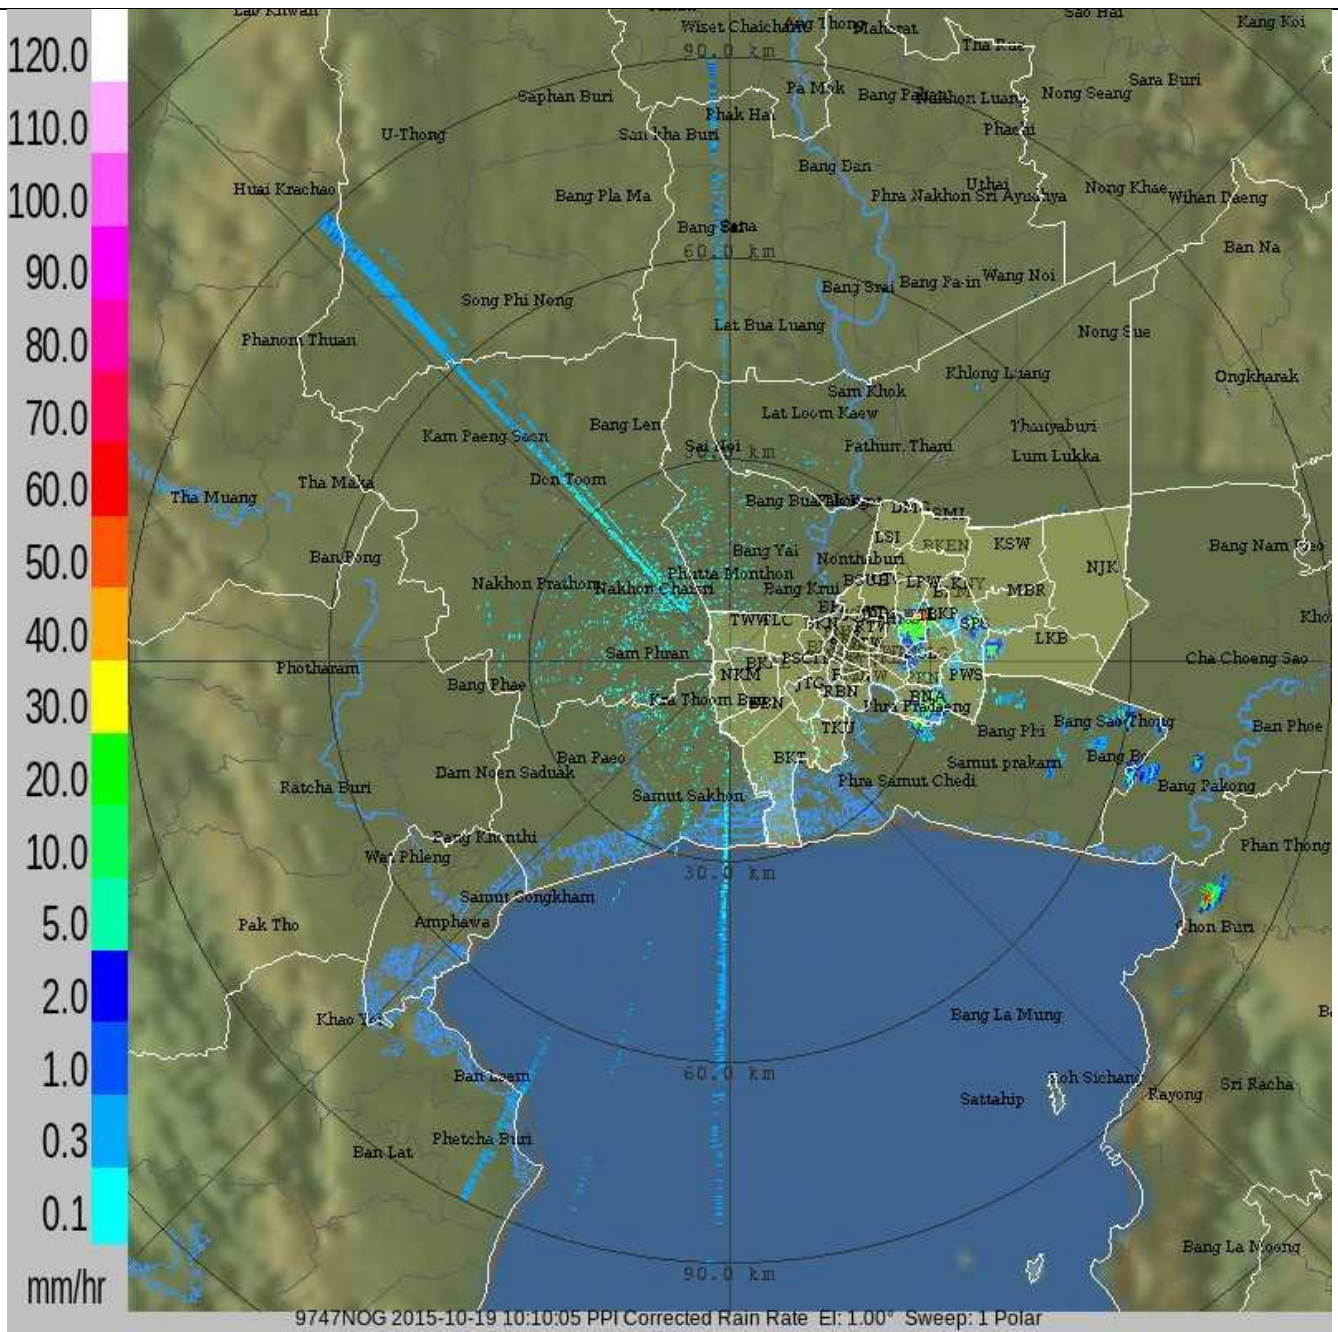 120.0
110.0
100.0
90.0
80.0
70.0
60.0
50.0
40.0
30.0
20.0
10.0
5.0
2.0
1.0
0.3
0.1
mm/hr
Wiset Chaichan
Ang Thong
Maharat
Sao Hai
Kang Koi
Tha Rua
90.0 km
Sara Buri
Pa Mok
Saphan Buri
Nakhon Luang
Nong Seang
Phak Hai
U-Thong
Phachi
Bang Ban
Huai Krachao
Bang Pla Ma
Uthai
Phra Nakhon Sri Ayudhya
Nong Khae
Wihan Daeng
Sena
60.0 km
Ban Na
Bang Srai
Bang Pa-in
Wang Noi
Song Phi Nong
Lat Bua Luang
Nong Sue
Phanom Thuan
Khlong Luang
Ongkharak
Sam Khok
Lat Loom Kaew
Kam Paeng Saen
Bang Len
Sai Noi
Pathum Thani
Thanyaburi
Lum Lukka
Tha Muang
Tha Maka
Don Toom
Bang Yai
Nonthaburi
LSI
BKEN
KSW
NJK
Bang Nam
Ban Pong
Nakhon Prathom
Nakhon Chaisri
Phutta Monthon
Bang Krui
LPW
MBR
LKB
Sam Phran
Photharam
Bang Phae
NKM
PWS
Cha Choeng Sao
RBN
BNA
TKU
BKT
Bang Phi
Bang Sao Thong
Ban Phoe
Ban Paeo
Dam Noen Saduak
Samut prakarn
Bang Bo
Phra Samut Chedi
Bang Pakong
Ratcha Buri
Samut Sakhon
Bang Khonthi
Wat Phleng
30.0 km
Phan Thong
Samut Songkham
Amphawa
Pak Tho
Chon Buri
Khao Yoi
Bang La Mung
60.0 km
Ban Laem
Koh Sichang
Sattahip
Rayong
Sri Racha
Phetcha Buri
Ban Lat
Bang La Moong
90.0 km
9747NOG 2015-10-19 10:10:05 PPI Corrected Rain Rate El: 1.00° Sweep: 1 Polar